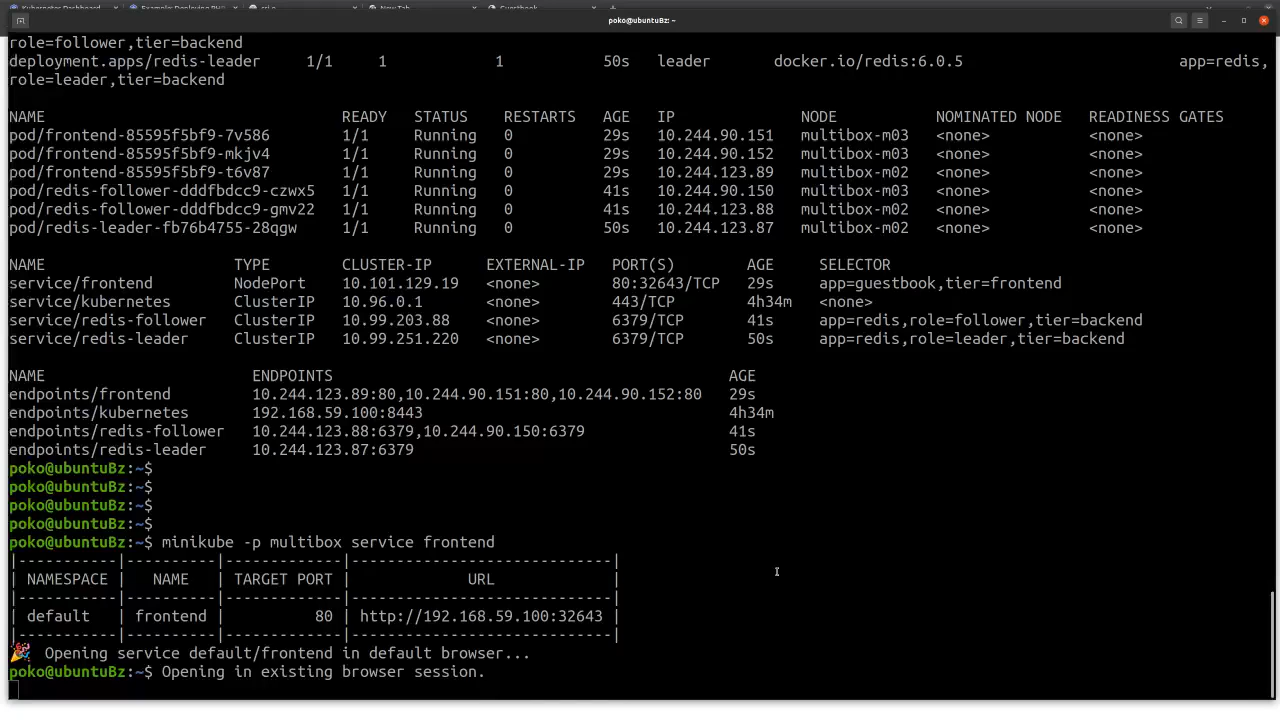 Kubernetes Dashboard
New Tab
Guestbook
poko@ubuntuBz: ~
role=follower,tier=backend
deployment.apps/redis-leader 1/1 1 1 50s leader docker.io/redis:6.0.5 app=redis,
role=leader,tier=backend
NAME READY STATUS RESTARTS AGE IP NODE NOMINATED NODE READINESS GATES
pod/frontend-85595f5bf9-7v586 1/1 Running 0 29s 10.244.90.151 multibox-m03 <none> <none>
pod/frontend-85595f5bf9-mkjv4 1/1 Running 0 29s 10.244.90.152 multibox-m03 <none> <none>
pod/frontend-85595f5bf9-t6v87 1/1 Running 0 29s 10.244.123.89 multibox-m02 <none> <none>
pod/redis-follower-dddfbdcc9-czwx5 1/1 Running 0 41s 10.244.90.150 multibox-m03 <none> <none>
pod/redis-follower-dddfbdcc9-gmv22 1/1 Running 0 41s 10.244.123.88 multibox-m02 <none> <none>
pod/redis-leader-fb76b4755-28qgw 1/1 Running 0 50s 10.244.123.87 multibox-m02 <none> <none>
NAME TYPE CLUSTER-IP EXTERNAL-IP PORT(S) AGE SELECTOR
service/frontend NodePort 10.101.129.19 <none> 80:32643/TCP 29s app=guestbook,tier=frontend
service/kubernetes ClusterIP 10.96.0.1 <none> 443/TCP 4h34m <none>
service/redis-follower ClusterIP 10.99.203.88 <none> 6379/TCP 41s app=redis,role=follower,tier=backend
service/redis-leader ClusterIP 10.99.251.220 <none> 6379/TCP 50s app=redis,role=leader,tier=backend
NAME ENDPOINTS AGE
endpoints/frontend 10.244.123.89:80,10.244.90.151:80,10.244.90.152:80 29s
endpoints/kubernetes 192.168.59.100:8443 4h34m
endpoints/redis-follower 10.244.123.88:6379,10.244.90.150:6379 41s
endpoints/redis-leader 10.244.123.87:6379 50s
poko@ubuntuBz:~$
poko@ubuntuBz:~$
poko@ubuntuBz:~$
poko@ubuntuBz:~$
poko@ubuntuBz:~$ minikube -p multibox service frontend
|-----------|----------|-------------|-----------------------------|
| NAMESPACE | NAME | TARGET PORT | URL |
|-----------|----------|-------------|-----------------------------|
| default | frontend | 80 | http://192.168.59.100:32643 |
|-----------|----------|-------------|-----------------------------|
🎉 Opening service default/frontend in default browser...
poko@ubuntuBz:~$ Opening in existing browser session.